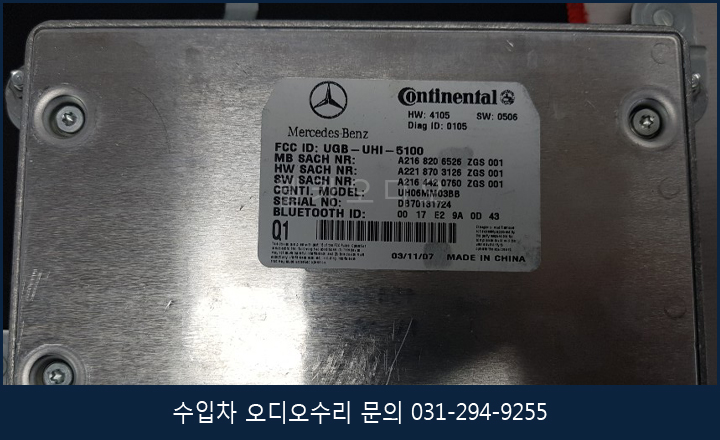 Continental
HW: 4105 SW: 0506
Diag ID: 0105
Mercedes-Benz
FCC ID: UGB-UHI-5100
MB SACH NR: A216 820 6526 ZGS 001
HW SACH NR: A221 870 3126 ZGS 001
SW SACH NR: A216 442 0760 ZGS 001
CONTI. MODEL: UH06MM03BB
SERIAL NO: DB70131724
BLUETOOTH ID: 00 17 E2 9A 0D 43
Q1
03/11/07 MADE IN CHINA
수입차 오디오수리 문의 031-294-9255